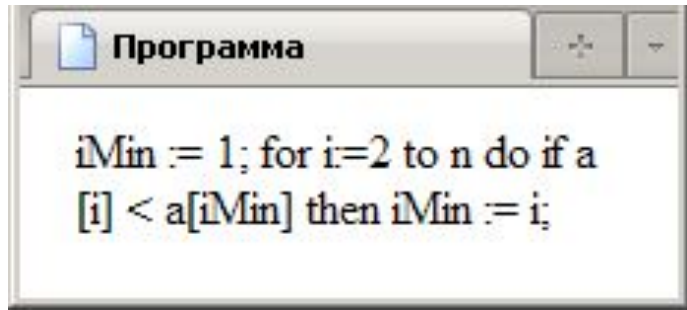 Программа
iMin := 1; for i:=2 to n do if a
[i] < a[iMin] then iMin := i;